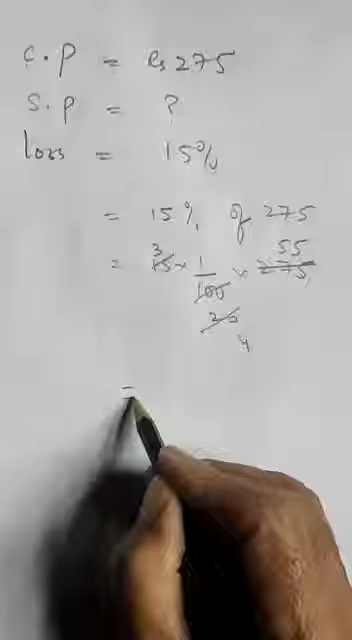 C.P = Rs 275
S.P = ?
Loss = 15%
= 15% of 275
3 55
= 15 × 1/100 × 275
20
4
=